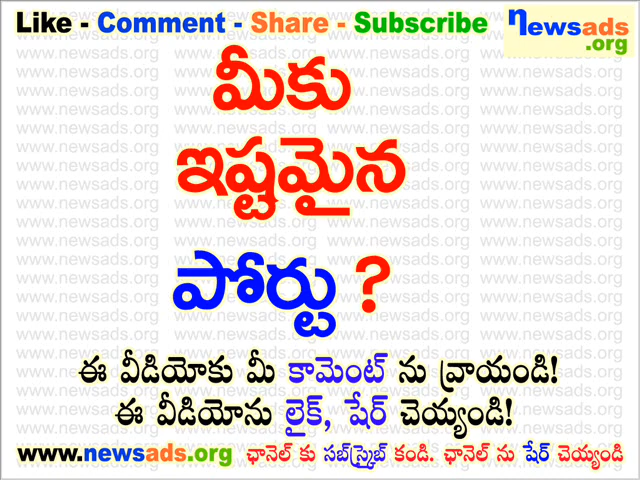 Like - Comment - Share - Subscribe
newsads
.org
మీకు
ఇష్టమైన
పోర్టు ?
ఈ వీడియోకు మీ కామెంట్ ను వ్రాయండి!
ఈ వీడియోను లైక్, షేర్ చెయ్యండి!
www.newsads.org ఛానెల్ కు సబ్‌స్క్రైబ్ కండి. ఛానెల్ ను షేర్ చెయ్యండి